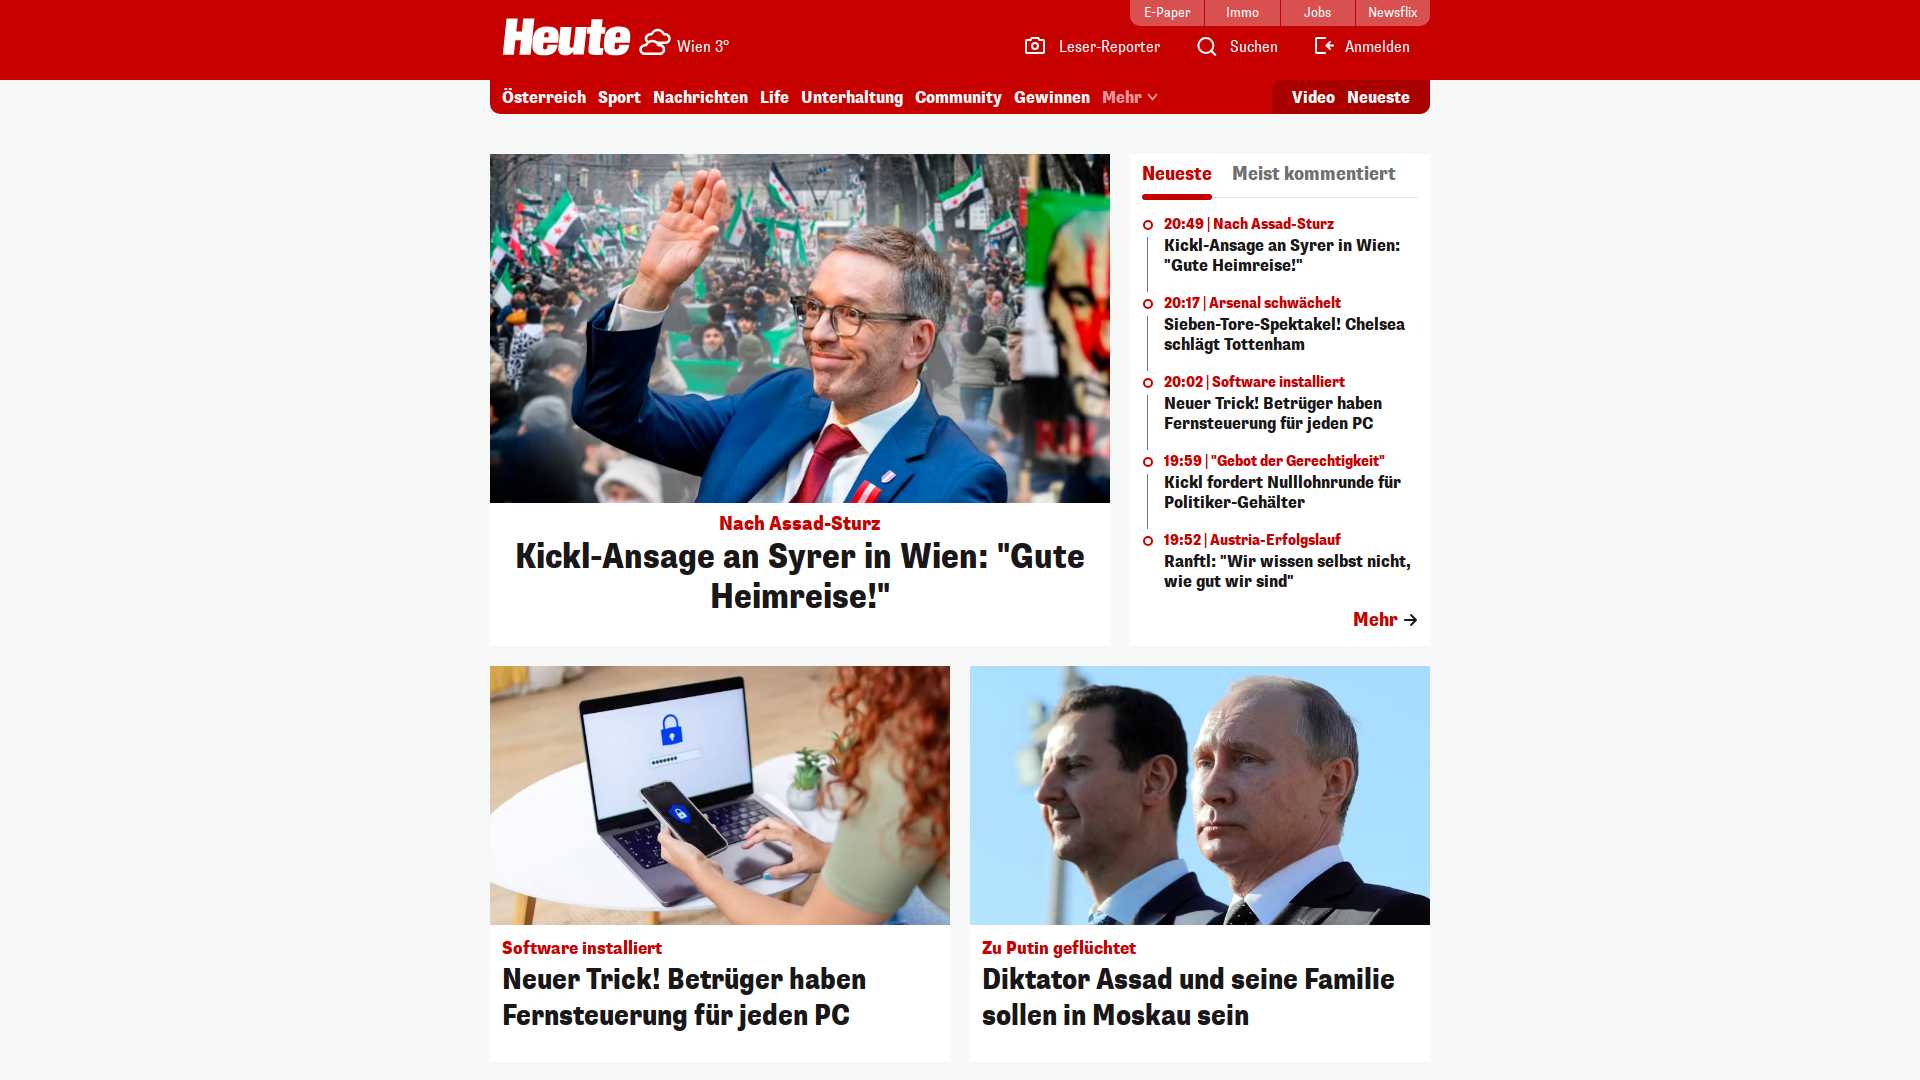 E-Paper
Immo
Jobs
Newsflix
Heute
Wien 3°
Leser-Reporter
Suchen
Anmelden
Österreich
Sport
Nachrichten
Life
Unterhaltung
Community
Gewinnen
Mehr
Video
Neueste
Nach Assad-Sturz
Kickl-Ansage an Syrer in Wien: "Gute
Heimreise!"
Neueste
Meist kommentiert
20:49 | Nach Assad-Sturz
Kickl-Ansage an Syrer in Wien:
"Gute Heimreise!"
20:17 | Arsenal schwächelt
Sieben-Tore-Spektakel! Chelsea
schlägt Tottenham
20:02 | Software installiert
Neuer Trick! Betrüger haben
Fernsteuerung für jeden PC
19:59 | "Gebot der Gerechtigkeit"
Kickl fordert Nulllohnrunde für
Politiker-Gehälter
19:52 | Austria-Erfolgslauf
Ranftl: "Wir wissen selbst nicht,
wie gut wir sind"
Mehr
Software installiert
Neuer Trick! Betrüger haben
Fernsteuerung für jeden PC
Zu Putin geflüchtet
Diktator Assad und seine Familie
sollen in Moskau sein